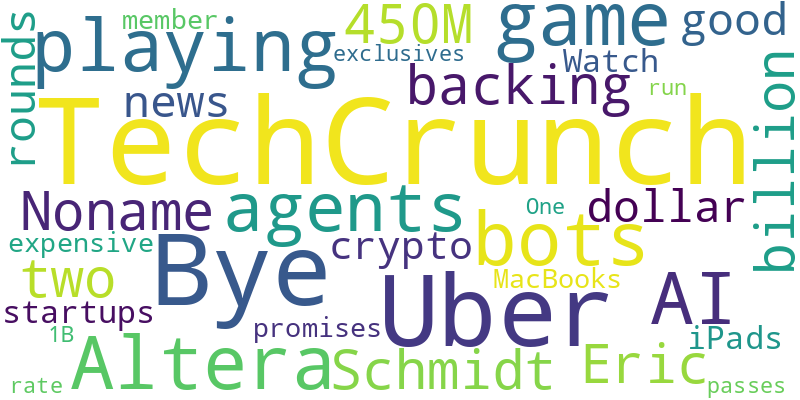 rounds
member
playing
450M
exclusives
game
good
Watch
news
backing
run
billion
TechCrunch
Noname
agents
One
dollar
expensive
Bye
crypto
bots
two
MacBooks
startups
promises
Uber
AI
1B
Altera
Schmidt
Eric
iPads
rate
passes